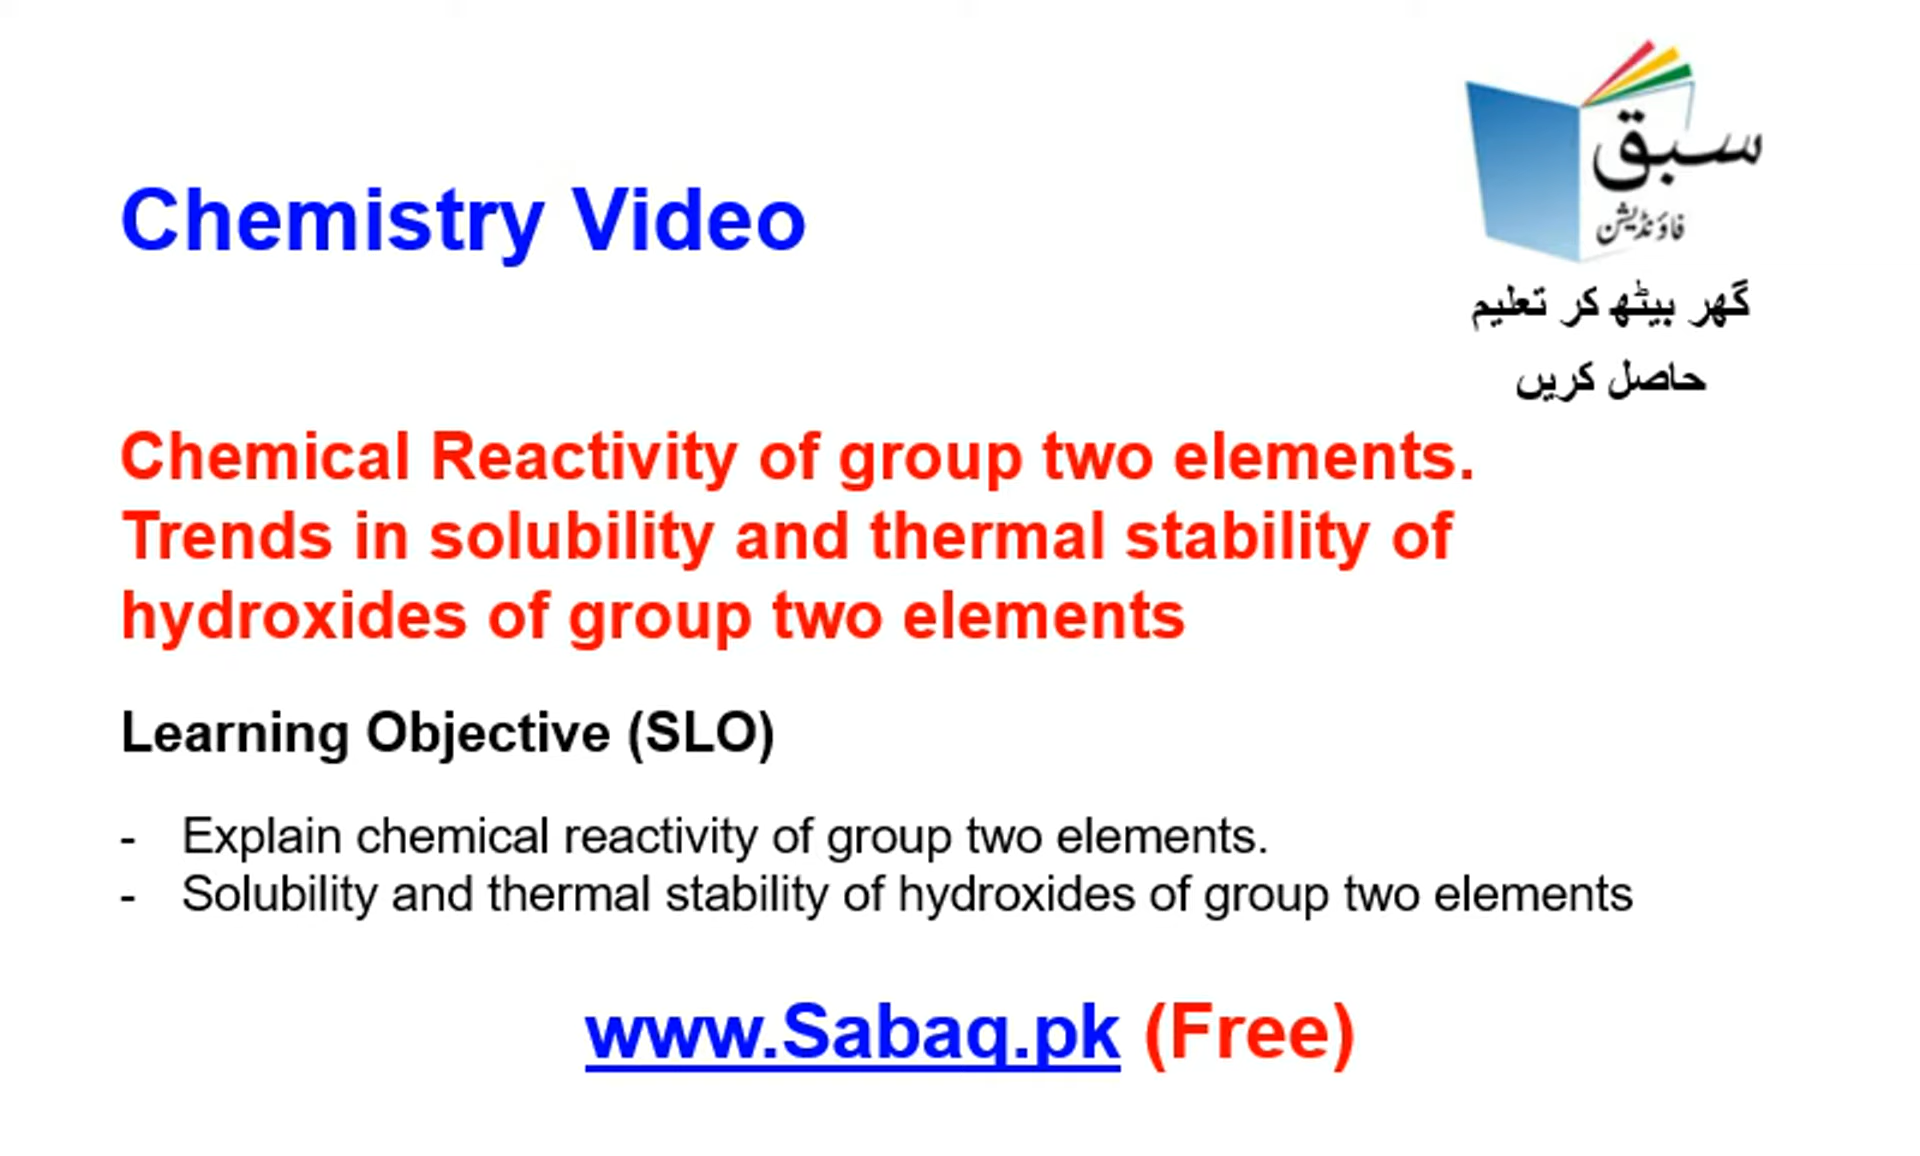 سبق
فاؤنڈیشن
گھر بیٹھ کر تعلیم
حاصل کریں
Chemistry Video
Chemical Reactivity of group two elements.
Trends in solubility and thermal stability of
hydroxides of group two elements
Learning Objective (SLO)
- Explain chemical reactivity of group two elements.
- Solubility and thermal stability of hydroxides of group two elements
www.Sabaq.pk (Free)